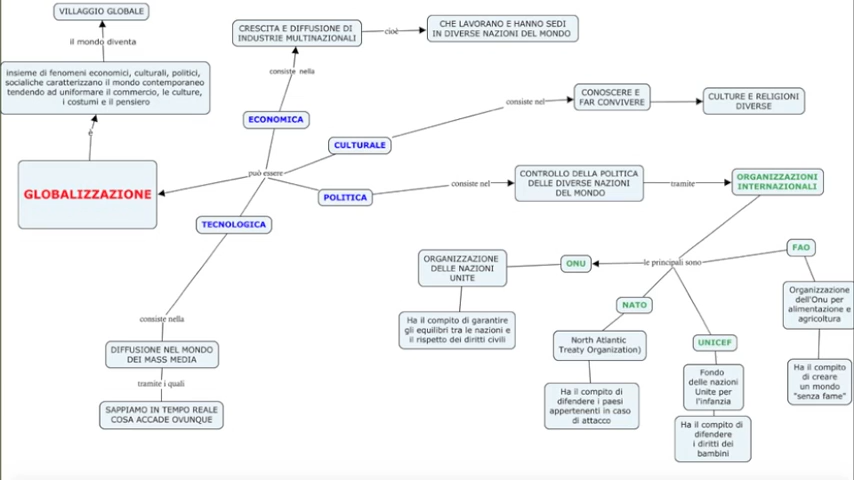 VILLAGGIO GLOBALE
il mondo diventa
insieme di fenomeni economici, culturali, politici,
socialiche caratterizzano il mondo contemporaneo
tendendo ad uniformare il commercio, le culture,
i costumi e il pensiero
è
GLOBALIZZAZIONE
può essere
ECONOMICA
consiste nella
CRESCITA E DIFFUSIONE DI
INDUSTRIE MULTINAZIONALI
cioè
CHE LAVORANO E HANNO SEDI
IN DIVERSE NAZIONI DEL MONDO
CULTURALE
consiste nel
CONOSCERE E
FAR CONVIVERE
CULTURE E RELIGIONI
DIVERSE
POLITICA
consiste nel
CONTROLLO DELLA POLITICA
DELLE DIVERSE NAZIONI
DEL MONDO
tramite
ORGANIZZAZIONI
INTERNAZIONALI
le principali sono
ONU
ORGANIZZAZIONE
DELLE NAZIONI
UNITE
Ha il compito di garantire
gli equilibri tra le nazioni e
il rispetto dei diritti civili
NATO
North Atlantic
Treaty Organization)
Ha il compito di
difendere i paesi
appertenenti in caso
di attacco
UNICEF
Fondo
delle nazioni
Unite per
l'infanzia
Ha il compito di
difendere
i diritti dei
bambini
FAO
Organizzazione
dell'Onu per
alimentazione e
agricoltura
Ha il compito
di creare
un mondo
"senza fame"
TECNOLOGICA
consiste nella
DIFFUSIONE NEL MONDO
DEI MASS MEDIA
tramite i quali
SAPPIAMO IN TEMPO REALE
COSA ACCADE OVUNQUE